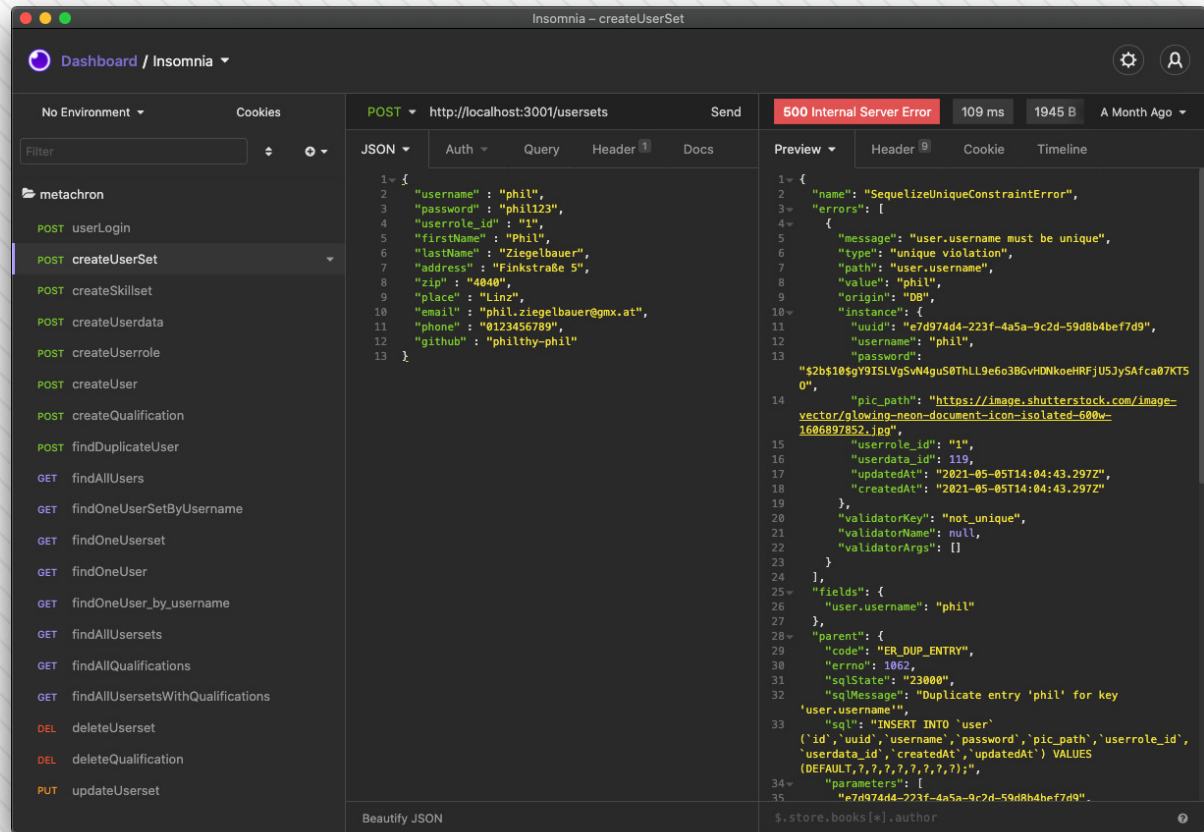 Insomnia – createUserSet
Dashboard / Insomnia
No Environment
Cookies
Filter
metachron
POST userLogin
POST createUserSet
POST createSkillset
POST createUserdata
POST createUserrole
POST createUser
POST createQualification
POST findDuplicateUser
GET findAllUsers
GET findOneUserSetByUsername
GET findOneUserset
GET findOneUser
GET findOneUser_by_username
GET findAllUsersets
GET findAllQualifications
GET findAllUsersetsWithQualifications
DEL deleteUserset
DEL deleteQualification
PUT updateUserset
POST http://localhost:3001/usersets Send
JSON Auth Query Header 1 Docs
1 {
2 "username" : "phil",
3 "password" : "phil123",
4 "userrole_id" : "1",
5 "firstName" : "Phil",
6 "lastName" : "Ziegelbauer",
7 "address" : "Finkstraße 5",
8 "zip" : "4040",
9 "place" : "Linz",
10 "email" : "phil.ziegelbauer@gmx.at",
11 "phone" : "0123456789",
12 "github" : "philthy-phil"
13 }
Beautify JSON
500 Internal Server Error 109 ms 1945 B A Month Ago
Preview Header 9 Cookie Timeline
1 {
2 "name": "SequelizeUniqueConstraintError",
3 "errors": [
4 {
5 "message": "user.username must be unique",
6 "type": "unique violation",
7 "path": "user.username",
8 "value": "phil",
9 "origin": "DB",
10 "instance": {
11 "uuid": "e7d974d4-223f-4a5a-9c2d-59d8b4bef7d9",
12 "username": "phil",
13 "password":
"$2b$10$gY9ISLVgSvN4guS0ThLL9e6o3BGvHDNkoeHRFjU5JySAfca07KT5
O",
14 "pic_path": "https://image.shutterstock.com/image-
vector/glowing-neon-document-icon-isolated-600w-
1606897852.jpg",
15 "userrole_id": "1",
16 "userdata_id": 119,
17 "updatedAt": "2021-05-05T14:04:43.297Z",
18 "createdAt": "2021-05-05T14:04:43.297Z"
19 },
20 "validatorKey": "not_unique",
21 "validatorName": null,
22 "validatorArgs": []
23 }
24 ],
25 "fields": {
26 "user.username": "phil"
27 },
28 "parent": {
29 "code": "ER_DUP_ENTRY",
30 "errno": 1062,
31 "sqlState": "23000",
32 "sqlMessage": "Duplicate entry 'phil' for key
'user.username'",
33 "sql": "INSERT INTO `user`
(`id`,`uuid`,`username`,`password`,`pic_path`,`userrole_id`,
`userdata_id`,`createdAt`,`updatedAt`) VALUES
(DEFAULT,?,?,?,?,?,?,?,?);",
34 "parameters": [
35 "e7d974d4-223f-4a5a-9c2d-59d8b4bef7d9",
$.store.books[*].author